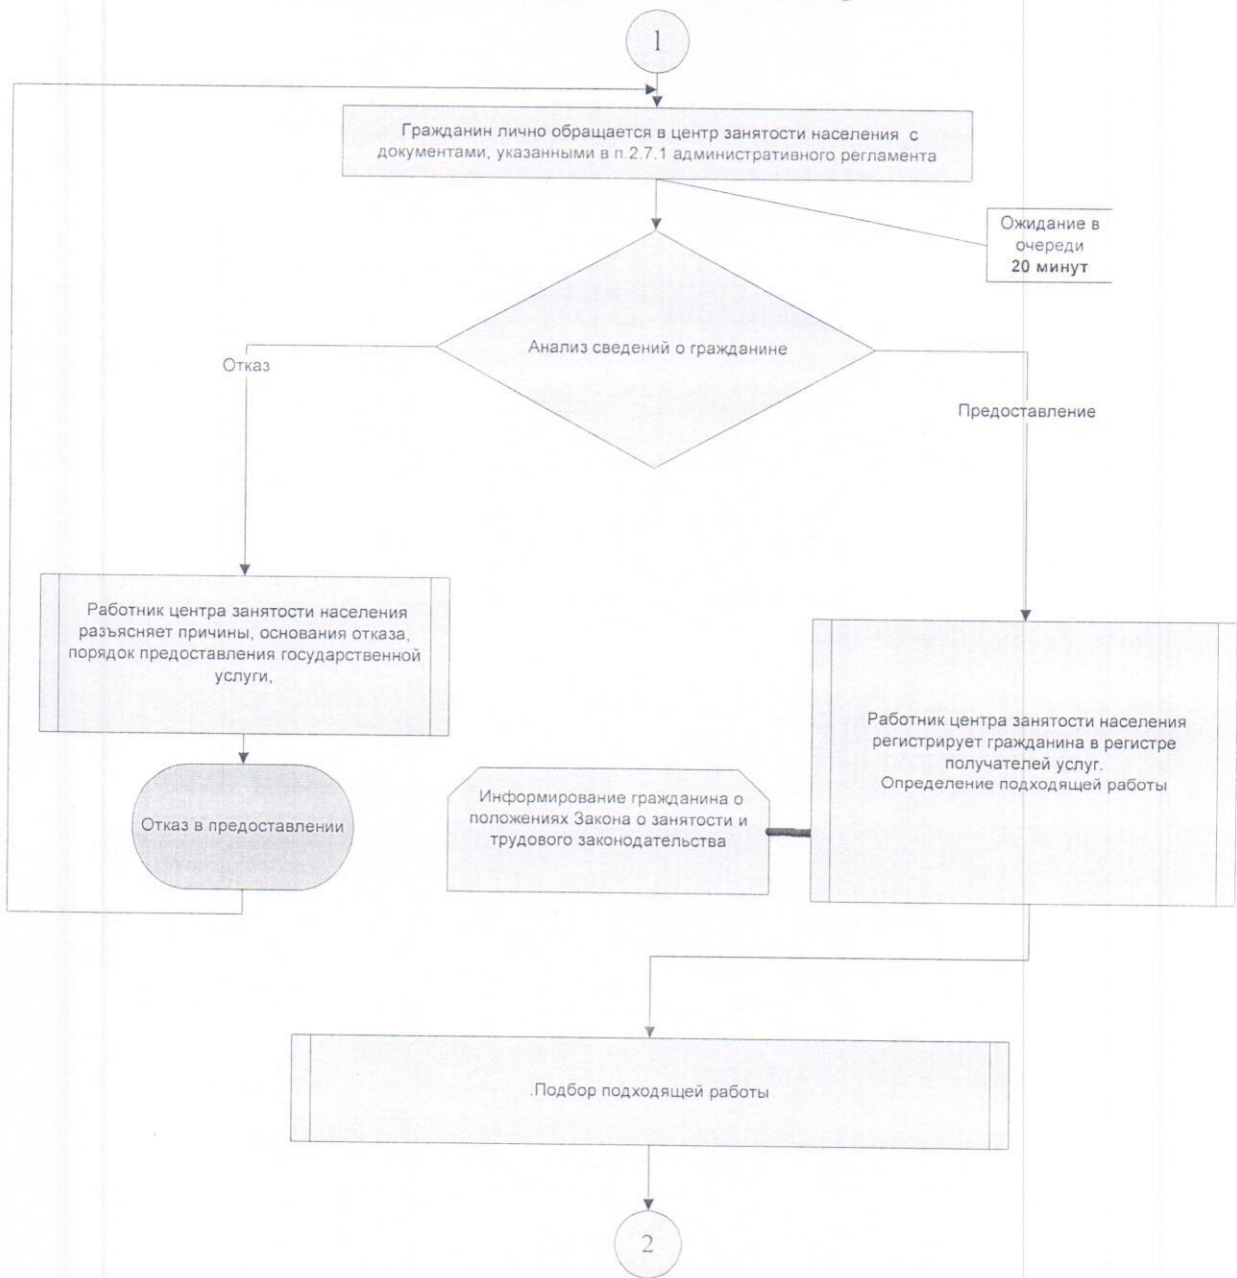 1
Гражданин лично обращается в центр занятости населения с
документами, указанными в п.2.7.1 административного регламента
Ожидание в
очереди
20 минут
Анализ сведений о гражданине
Отказ
Предоставление
Работник центра занятости населения
разъясняет причины, основания отказа,
порядок предоставления государственной
услуги,
Работник центра занятости населения
регистрирует гражданина в регистре
получателей услуг.
Определение подходящей работы
Информирование гражданина о
положениях Закона о занятости и
трудового законодательства
Отказ в предоставлении
.Подбор подходящей работы
2